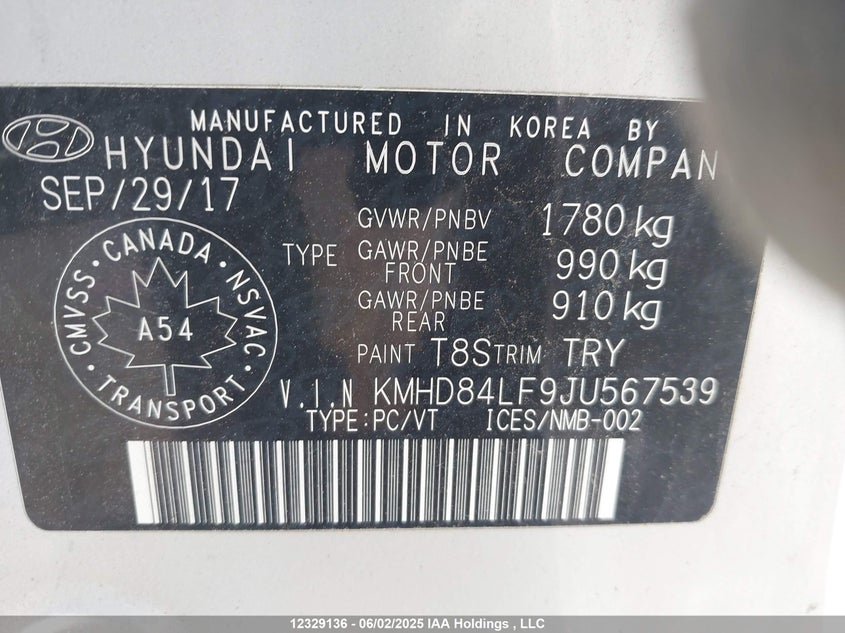 MANUFACTURED IN KOREA BY
HYUNDAI MOTOR COMPAN
SEP/29/17
GVWR/PNBV 1780 kg
TYPE GAWR/PNBE FRONT 990 kg
GAWR/PNBE REAR 910 kg
PAINT T8S TRIM TRY
CMVSS · CANADA · NSVAC · TRANSPORT ·
A54
V.I.N KMHD84LF9JU567539
TYPE:PC/VT ICES/NMB-002
12329136 - 06/02/2025 IAA Holdings , LLC